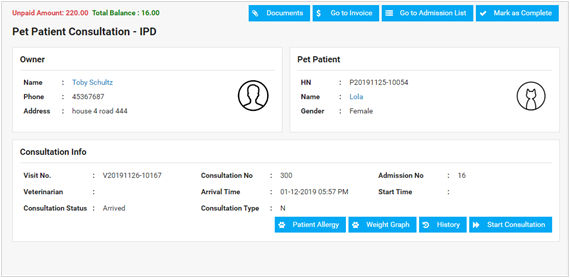 Unpaid Amount: 220.00 Total Balance : 16.00
Documents Go to Invoice Go to Admission List Mark as Complete
Pet Patient Consultation - IPD
Owner
Name : Toby Schultz
Phone : 45367687
Address : house 4 road 444
Pet Patient
HN : P20191125-10054
Name : Lola
Gender : Female
Consultation Info
Visit No. : V20191126-10167 Consultation No : 300 Admission No : 16
Veterinarian : Arrival Time : 01-12-2019 05:57 PM Start Time :
Consultation Status : Arrived Consultation Type : N
Patient Allergy Weight Graph History Start Consultation